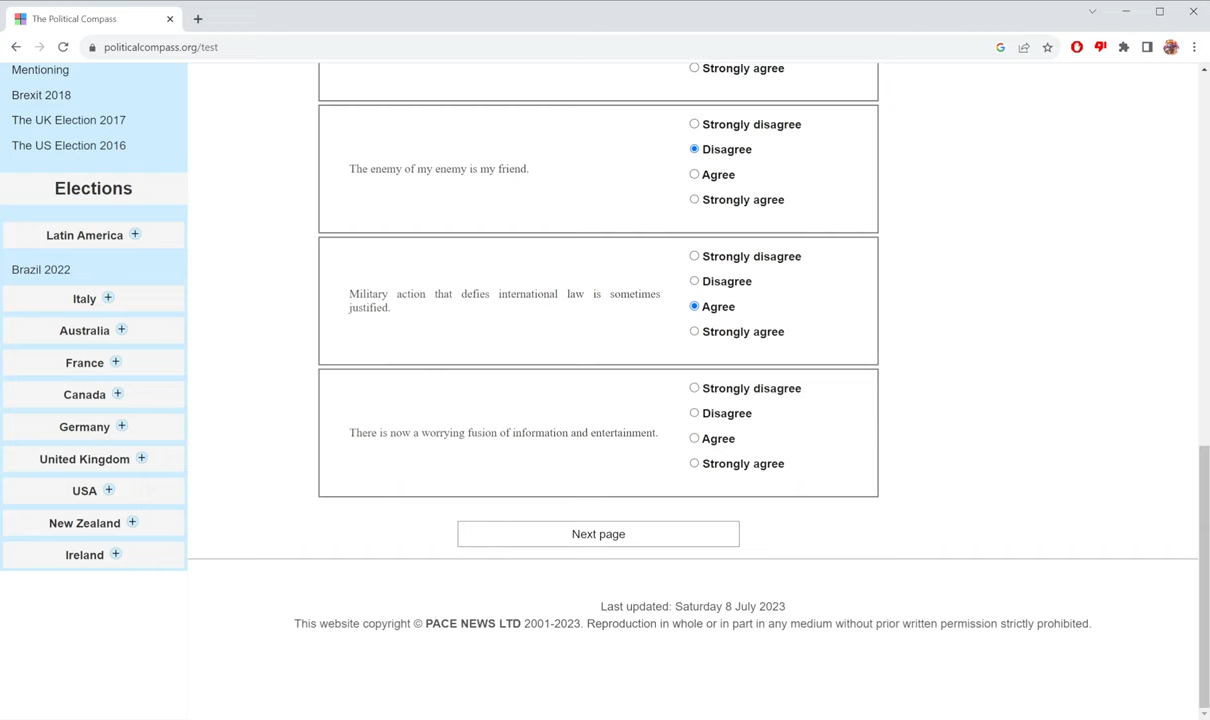 The Political Compass
politicalcompass.org/test
Mentioning
Brexit 2018
The UK Election 2017
The US Election 2016
Elections
Latin America
Brazil 2022
Italy
Australia
France
Canada
Germany
United Kingdom
USA
New Zealand
Ireland
Strongly agree
The enemy of my enemy is my friend.
Strongly disagree
Disagree
Agree
Strongly agree
Military action that defies international law is sometimes
justified.
Strongly disagree
Disagree
Agree
Strongly agree
There is now a worrying fusion of information and entertainment.
Strongly disagree
Disagree
Agree
Strongly agree
Next page
Last updated: Saturday 8 July 2023
This website copyright © PACE NEWS LTD 2001-2023. Reproduction in whole or in part in any medium without prior written permission strictly prohibited.